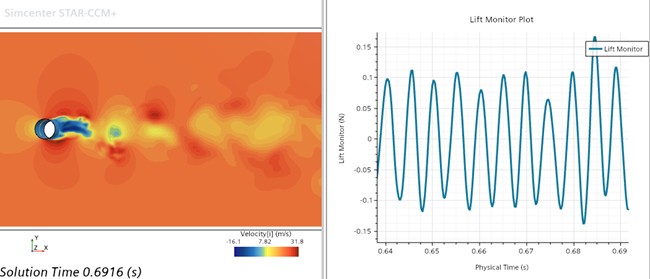 Simcenter STAR-CCM+
Y
Z X
Velocity[i] (m/s)
-16.1 7.82 31.8
Solution Time 0.6916 (s)
Lift Monitor Plot
Lift Monitor
Lift Monitor (N)
0.15
0.1
0.05
0
-0.05
-0.1
-0.15
0.64 0.65 0.66 0.67 0.68 0.69
Physical Time (s)